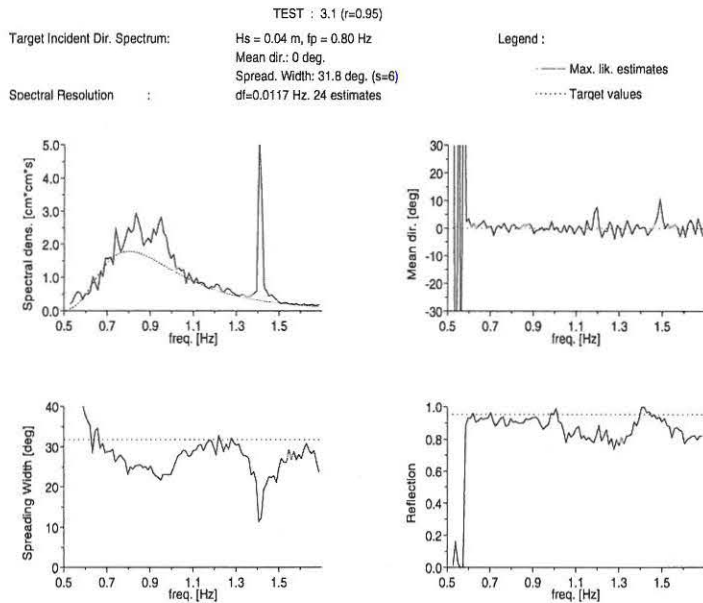 TEST : 3.1 (r=0.95)
Target Incident Dir. Spectrum: Hs = 0.04 m, fp = 0.80 Hz Legend :
Mean dir.: 0 deg.
Max. lik. estimates
Spread. Width: 31.8 deg. (s=6)
Spectral Resolution : df=0.0117 Hz. 24 estimates
Target values
Spectral dens. [cm*cm*s]
5.0
4.0
3.0
2.0
1.0
0.0
0.5 0.7 0.9 1.1 1.3 1.5
freq. [Hz]
Mean dir. [deg]
30
20
10
0
-10
-20
-30
0.5 0.7 0.9 1.1 1.3 1.5
freq. [Hz]
Spreading Width [deg]
40
30
20
10
0
0.5 0.7 0.9 1.1 1.3 1.5
freq. [Hz]
Reflection
1.0
0.8
0.6
0.4
0.2
0.0
0.5 0.7 0.9 1.1 1.3 1.5
freq. [Hz]